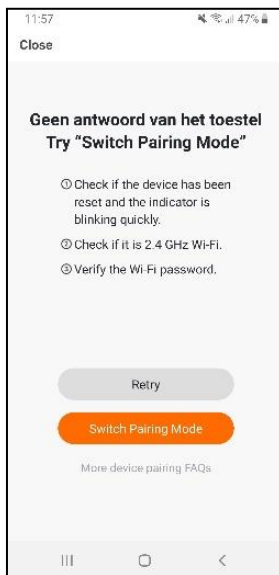 11:57 47%
Close
Geen antwoord van het toestel
Try “Switch Pairing Mode”
① Check if the device has been
reset and the indicator is
blinking quickly.
② Check if it is 2.4 GHz Wi-Fi.
③ Verify the Wi-Fi password.
Retry
Switch Pairing Mode
More device pairing FAQs